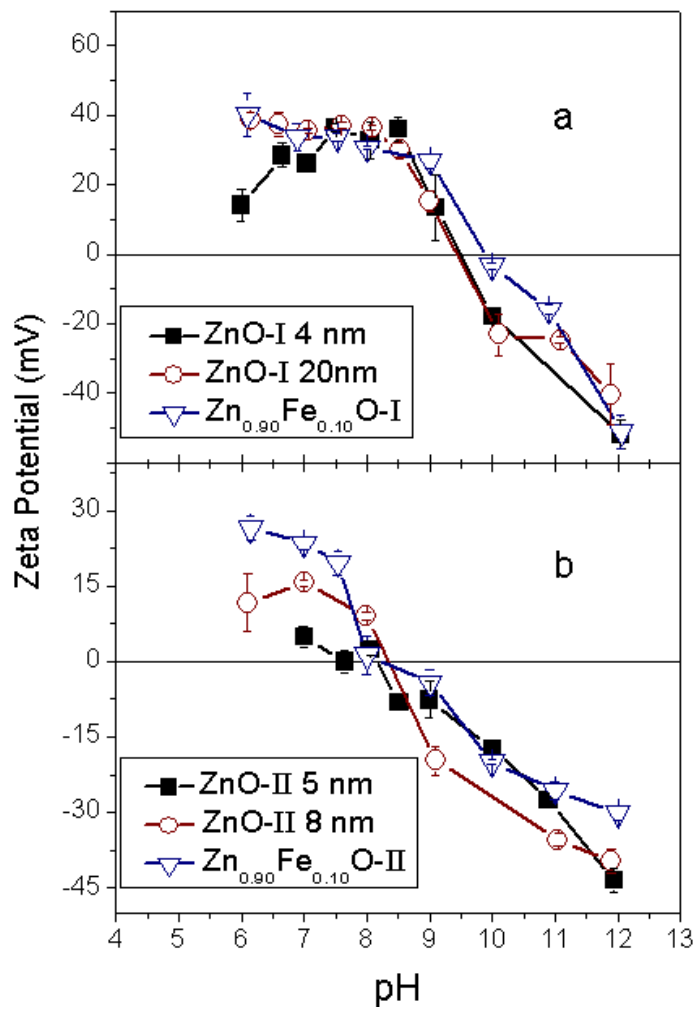 60
40
20
0
-20
-40
a
ZnO-I 4 nm
ZnO-I 20nm
Zn0.90Fe0.10O-I
Zeta Potential (mV)
30
15
0
-15
-30
-45
b
ZnO-II 5 nm
ZnO-II 8 nm
Zn0.90Fe0.10O-II
4 5 6 7 8 9 10 11 12 13
pH